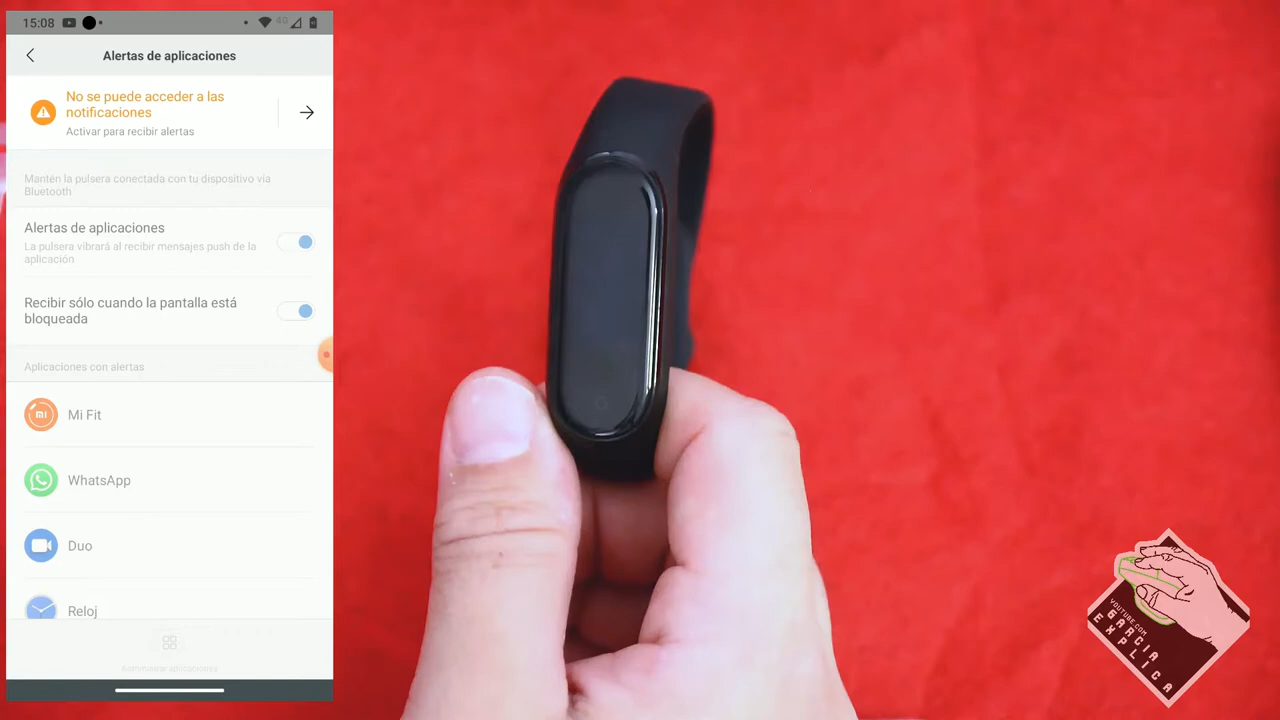 15:08
4G
Alertas de aplicaciones
No se puede acceder a las
notificaciones
Activar para recibir alertas
Mantén la pulsera conectada con tu dispositivo via
Bluetooth
Alertas de aplicaciones
La pulsera vibrará al recibir mensajes push de la
aplicación
Recibir sólo cuando la pantalla está
bloqueada
Aplicaciones con alertas
Mi Fit
WhatsApp
Duo
Reloj
Administrar aplicaciones
YOUTUBE.COM
GARCIA
EXPLICA